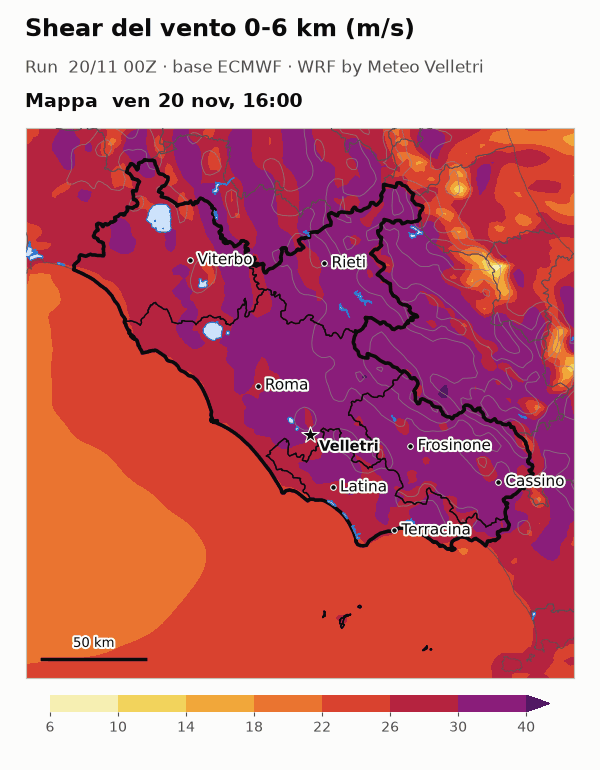 Shear del vento 0-6 km (m/s)
Run  20/11 00Z · base ECMWF · WRF by Meteo Velletri
Mappa  ven 20 nov, 16:00
Viterbo
Rieti
Roma
Velletri
Frosinone
Cassino
Latina
Terracina
50 km
6 10 14 18 22 26 30 40